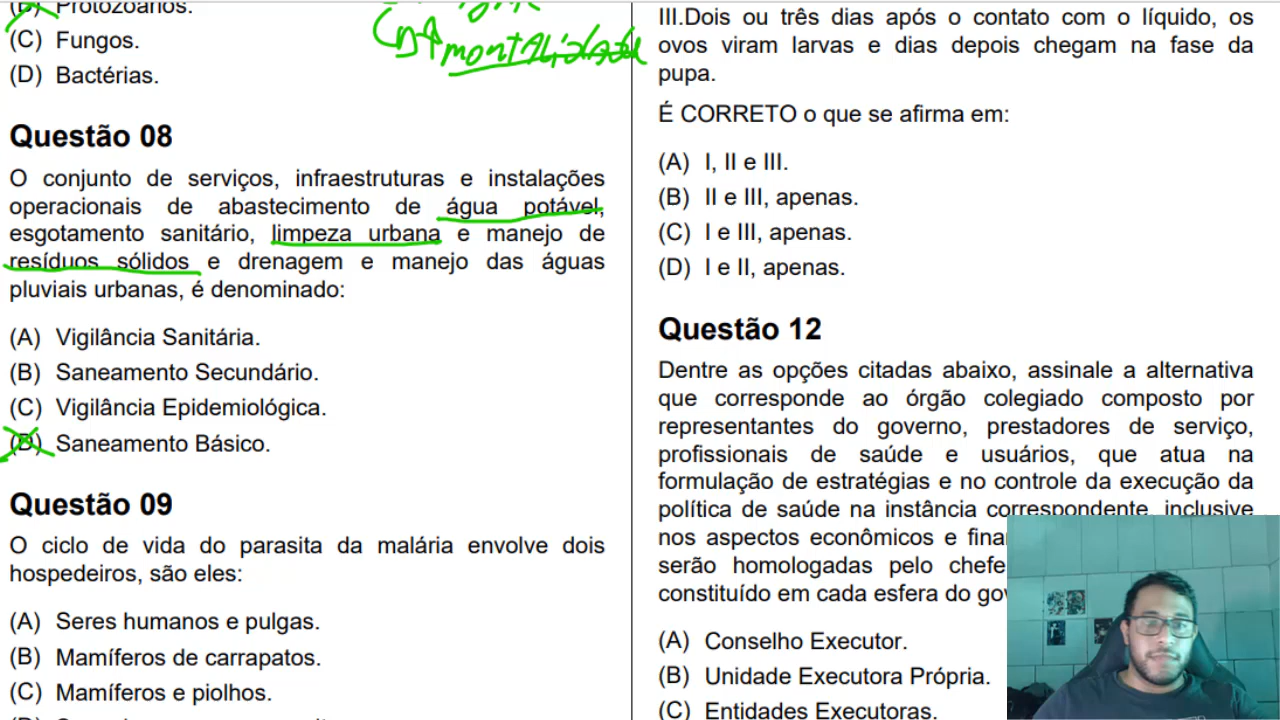 (B) Protozoários.
(C) Fungos.
(D) Bactérias.
mortalidade
Questão 08
O conjunto de serviços, infraestruturas e instalações
operacionais de abastecimento de água potável,
esgotamento sanitário, limpeza urbana e manejo de
resíduos sólidos e drenagem e manejo das águas
pluviais urbanas, é denominado:
(A) Vigilância Sanitária.
(B) Saneamento Secundário.
(C) Vigilância Epidemiológica.
(D) Saneamento Básico.
Questão 09
O ciclo de vida do parasita da malária envolve dois
hospedeiros, são eles:
(A) Seres humanos e pulgas.
(B) Mamíferos de carrapatos.
(C) Mamíferos e piolhos.
III.Dois ou três dias após o contato com o líquido, os
ovos viram larvas e dias depois chegam na fase da
pupa.
É CORRETO o que se afirma em:
(A) I, II e III.
(B) II e III, apenas.
(C) I e III, apenas.
(D) I e II, apenas.
Questão 12
Dentre as opções citadas abaixo, assinale a alternativa
que corresponde ao órgão colegiado composto por
representantes do governo, prestadores de serviço,
profissionais de saúde e usuários, que atua na
formulação de estratégias e no controle da execução da
política de saúde na instância correspondente, inclusive
nos aspectos econômicos e
serão homologadas pelo chefe
constituído em cada esfera do
(A) Conselho Executor.
(B) Unidade Executora Própria.
(C) Entidades Executoras.